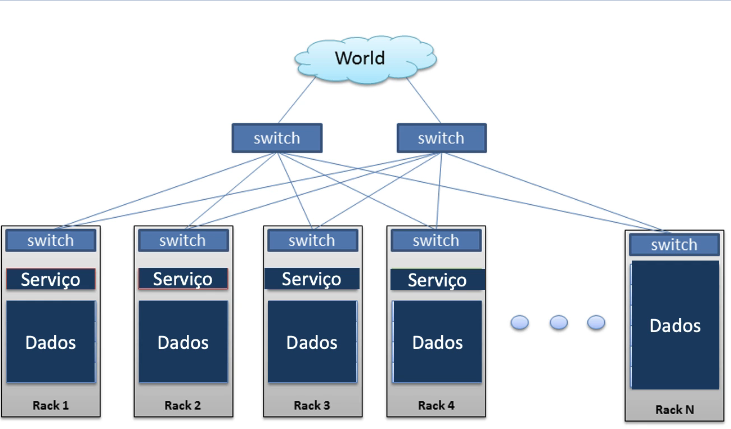 World
switch
switch
switch
switch
switch
switch
switch
Serviço
Serviço
Serviço
Serviço
Dados
Dados
Dados
Dados
Dados
Rack 1
Rack 2
Rack 3
Rack 4
Rack N